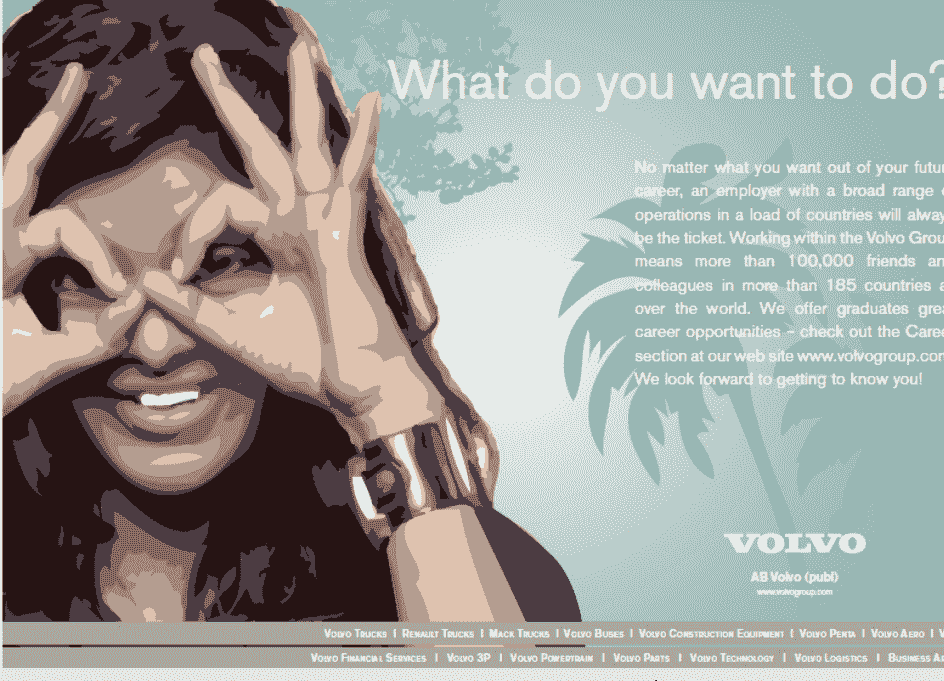 What do you want to do?
No matter what you want out of your futur
career, an employer with a broad range o
operations in a load of countries will alway
be the ticket. Working within the Volvo Grou
means more than 100,000 friends an
colleagues in more than 185 countries a
over the world. We offer graduates grea
career opportunities – check out the Caree
section at our web site www.volvogroup.com
We look forward to getting to know you!
VOLVO
AB Volvo (publ)
www.volvogroup.com
Volvo Trucks | Renault Trucks | Mack Trucks | Volvo Buses | Volvo Construction Equipment | Volvo Penta | Volvo Aero | V
Volvo Financial Services | Volvo 3P | Volvo Powertrain | Volvo Parts | Volvo Technology | Volvo Logistics | Business A